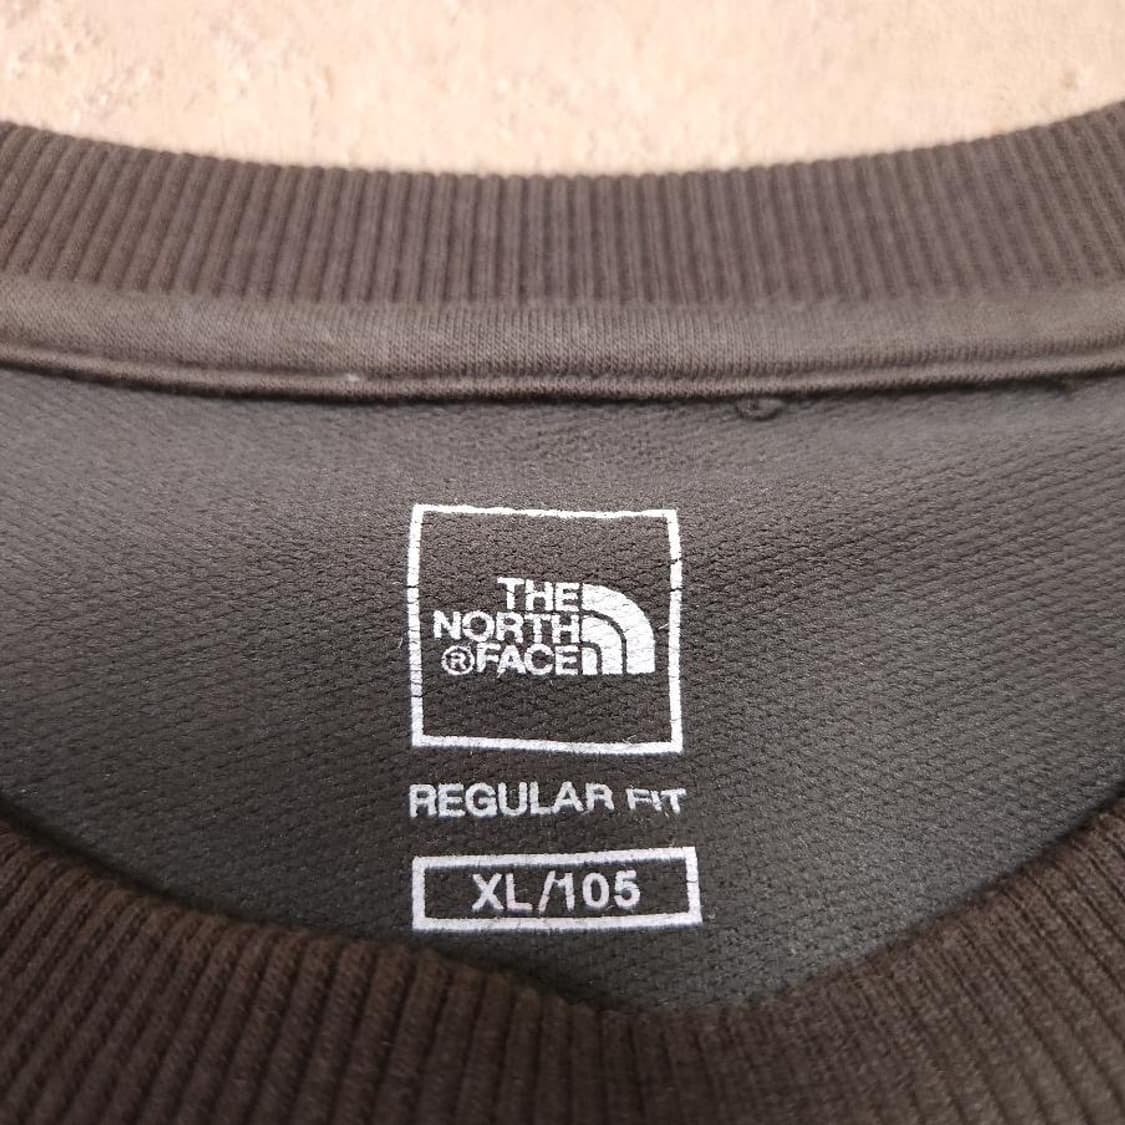 THE
NORTH
®FACE
REGULAR FIT
XL/105